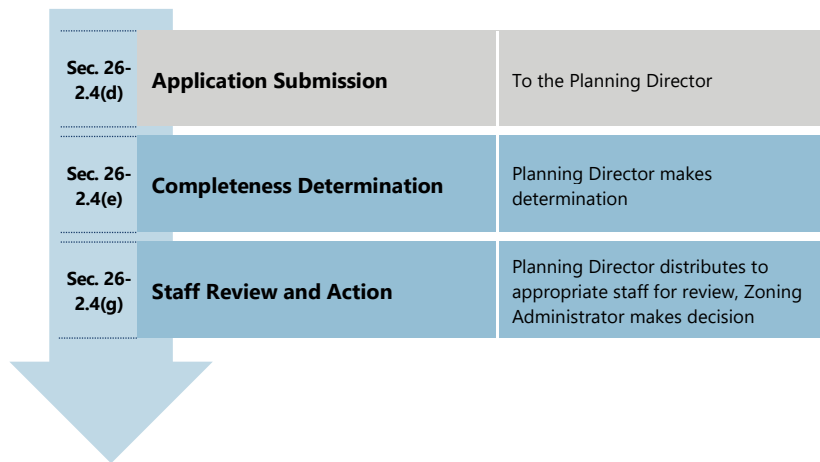 Sec. 26-
2.4(d)
Application Submission
To the Planning Director
Sec. 26-
2.4(e)
Completeness Determination
Planning Director makes
determination
Sec. 26-
2.4(g)
Staff Review and Action
Planning Director distributes to
appropriate staff for review, Zoning
Administrator makes decision